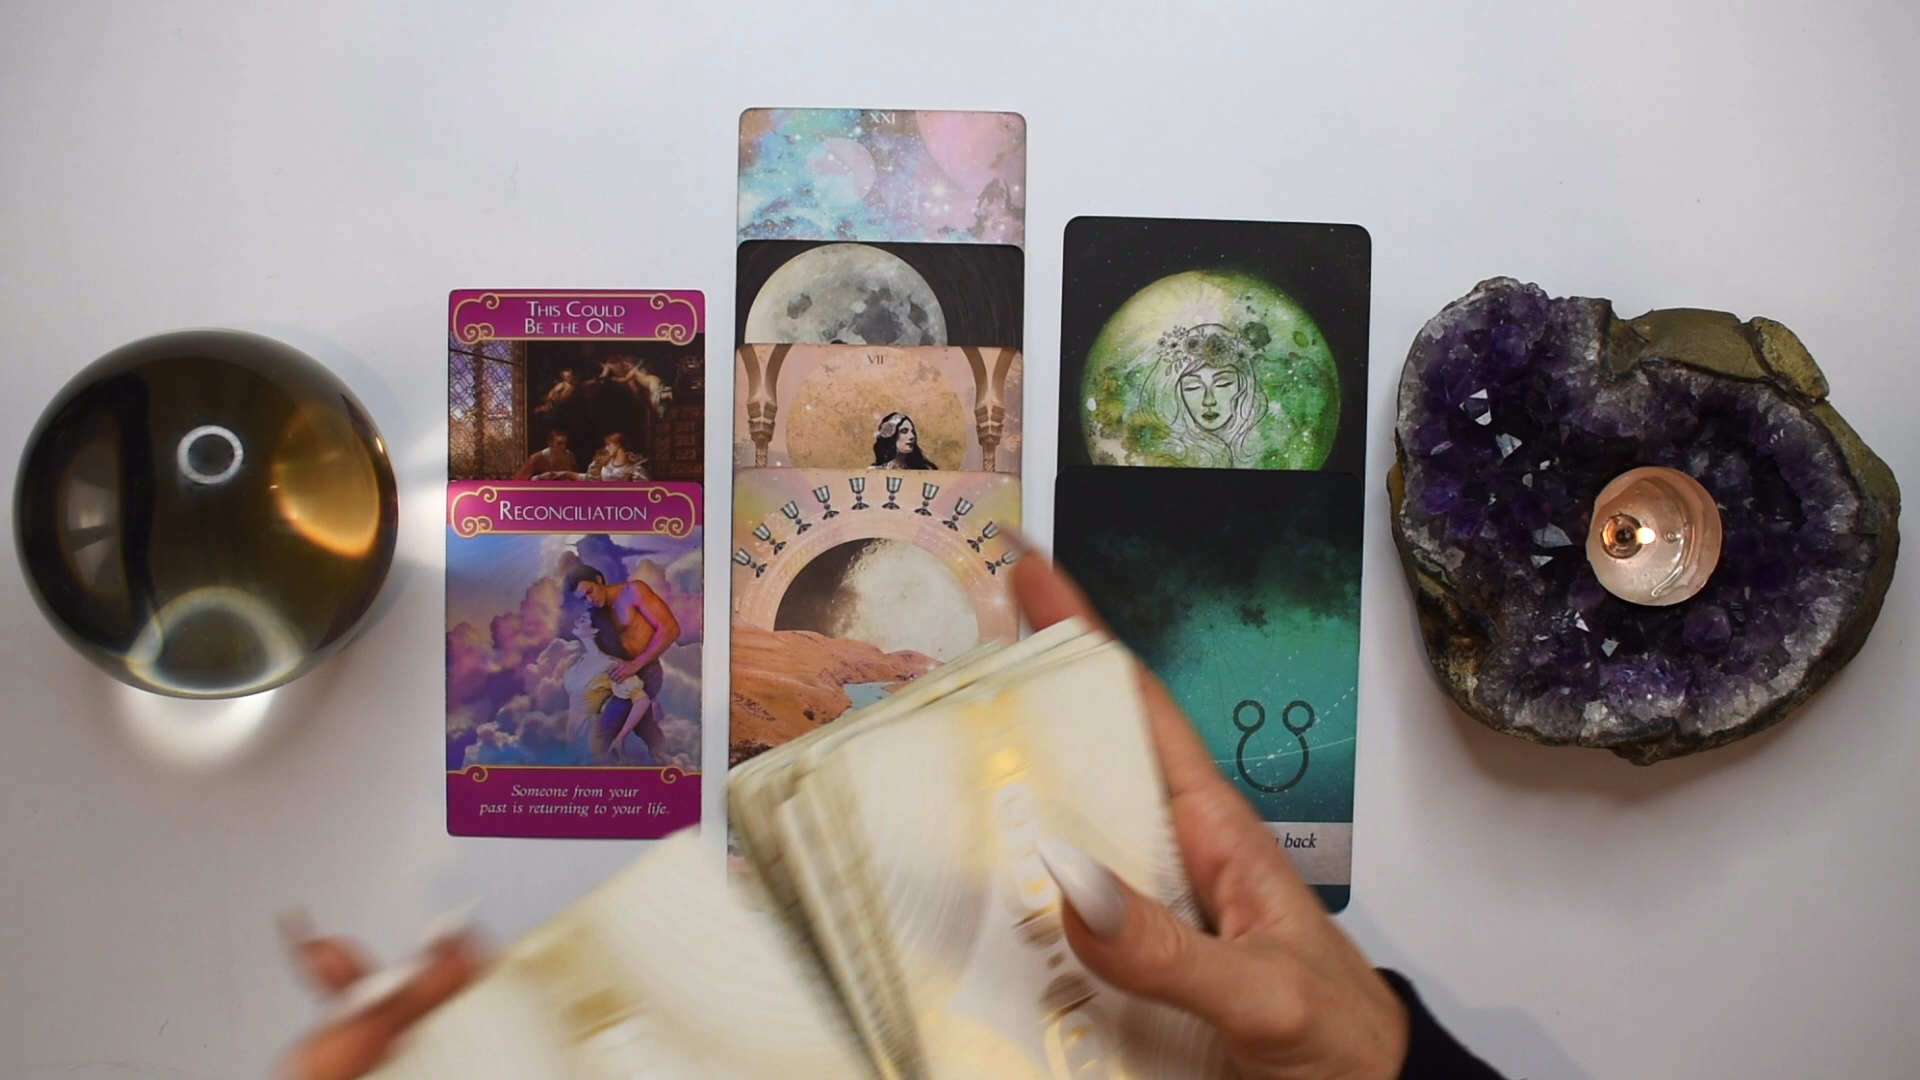 THIS COULD
BE THE ONE
RECONCILIATION
Someone from your
past is returning to your life.
XXI
VII
back